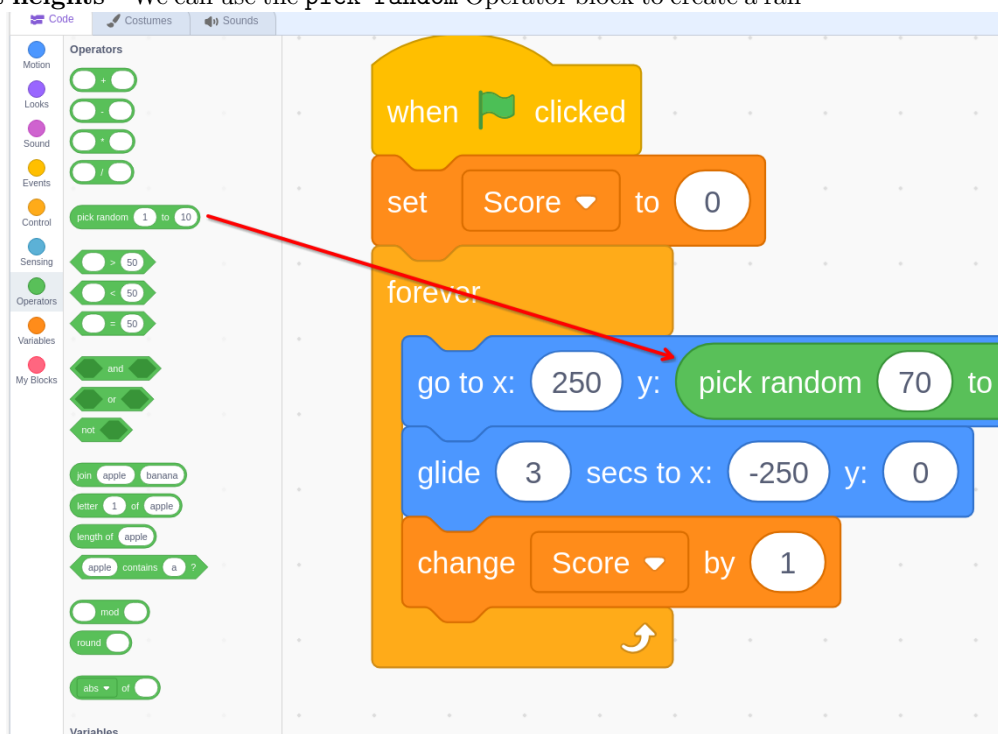 heights We can use the pick random Operator block to create a ran
Code Costumes Sounds
Motion
Looks
Sound
Events
Control
Sensing
Operators
Variables
My Blocks
Operators
+
-
*
/
pick random 1 to 10
> 50
< 50
= 50
and
or
not
join apple banana
letter 1 of apple
length of apple
apple contains a ?
mod
round
abs of
Variables
when clicked
set Score to 0
forever
go to x: 250 y: pick random 70 to
glide 3 secs to x: -250 y: 0
change Score by 1